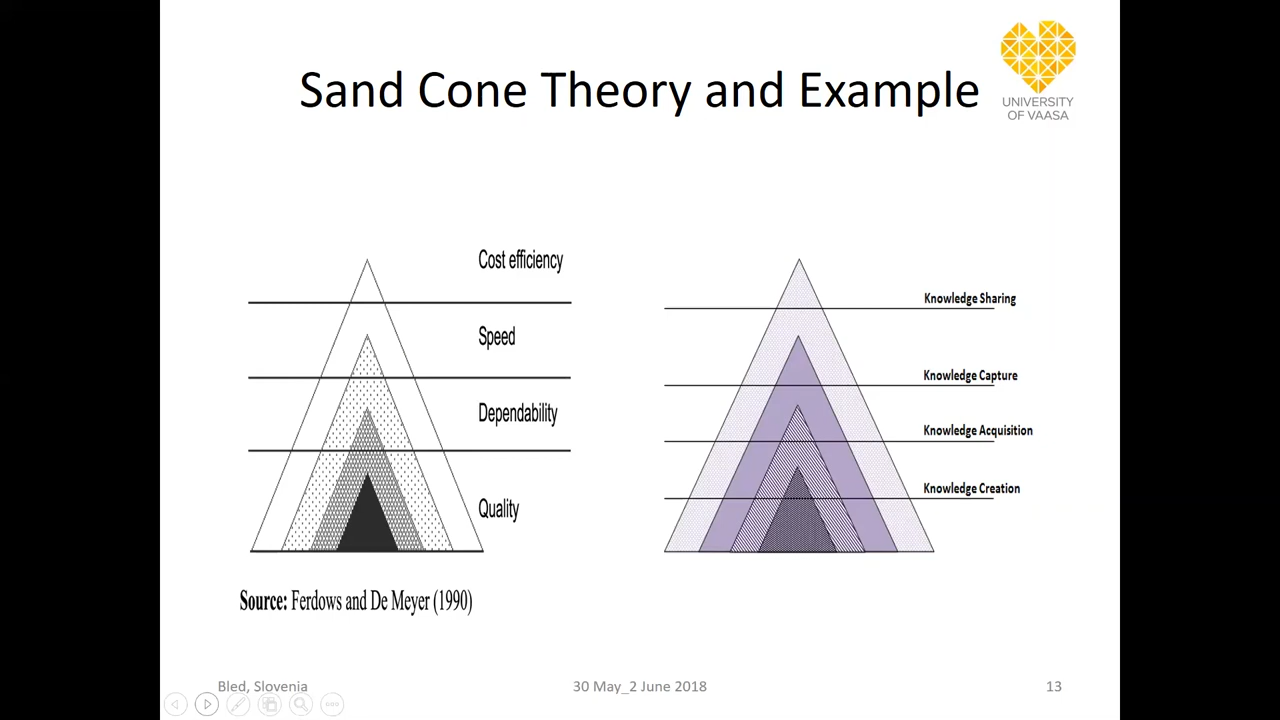 Sand Cone Theory and Example
UNIVERSITY
OF VAASA
Cost efficiency
Speed
Dependability
Quality
Source: Ferdows and De Meyer (1990)
Knowledge Sharing
Knowledge Capture
Knowledge Acquisition
Knowledge Creation
Bled, Slovenia
30 May_2 June 2018
13